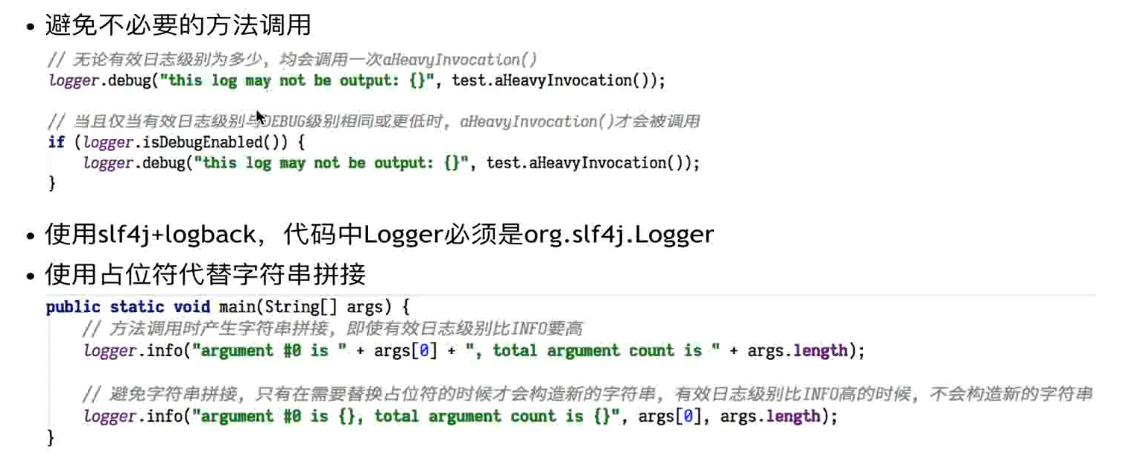 • 避免不必要的方法调用
// 无论有效日志级别为多少，均会调用一次aHeavyInvocation()
logger.debug("this log may not be output: {}", test.aHeavyInvocation());
// 当且仅当有效日志级别与DEBUG级别相同或更低时，aHeavyInvocation()才会被调用
if (logger.isDebugEnabled()) {
logger.debug("this log may not be output: {}", test.aHeavyInvocation());
}
• 使用slf4j+logback，代码中Logger必须是org.slf4j.Logger
• 使用占位符代替字符串拼接
public static void main(String[] args) {
// 方法调用时产生字符串拼接，即使有效日志级别比INFO要高
logger.info("argument #0 is " + args[0] + ", total argument count is " + args.length);
// 避免字符串拼接，只有在需要替换占位符的时候才会构造新的字符串，有效日志级别比INFO高的时候，不会构造新的字符串
logger.info("argument #0 is {}, total argument count is {}", args[0], args.length);
}